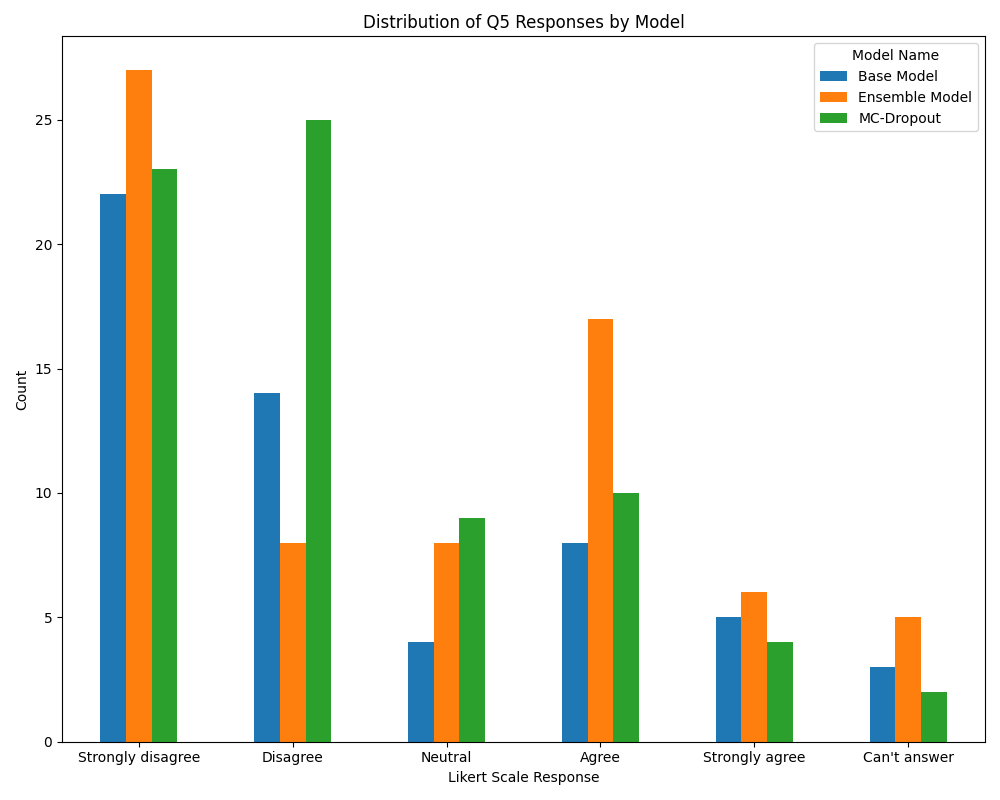 Distribution of Q5 Responses by Model
Model Name
Base Model
Ensemble Model
MC-Dropout
Count
25
20
15
10
5
0
Strongly disagree
Disagree
Neutral
Agree
Strongly agree
Can't answer
Likert Scale Response